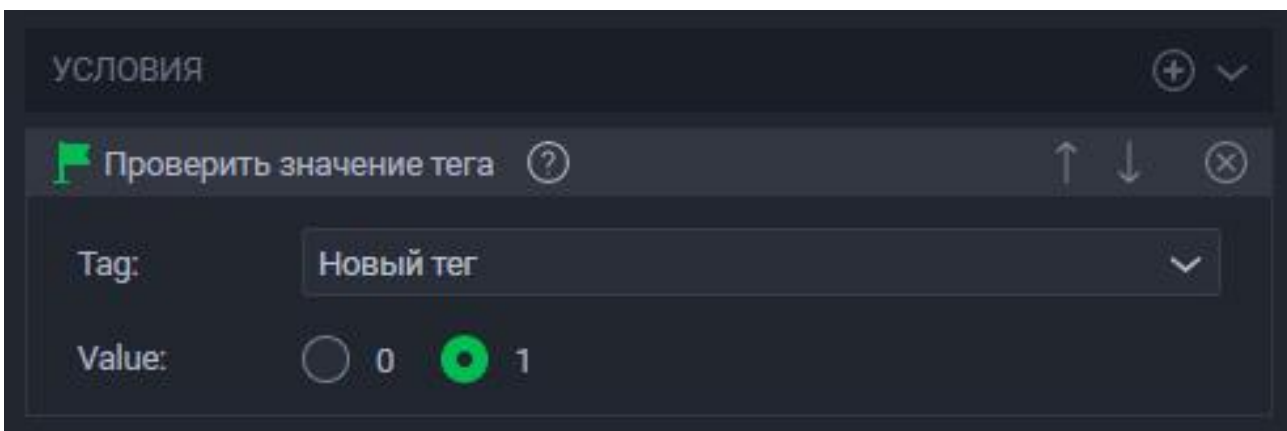 УСЛОВИЯ
Проверить значение тега ?
Tag: Новый тег
Value: 0 1